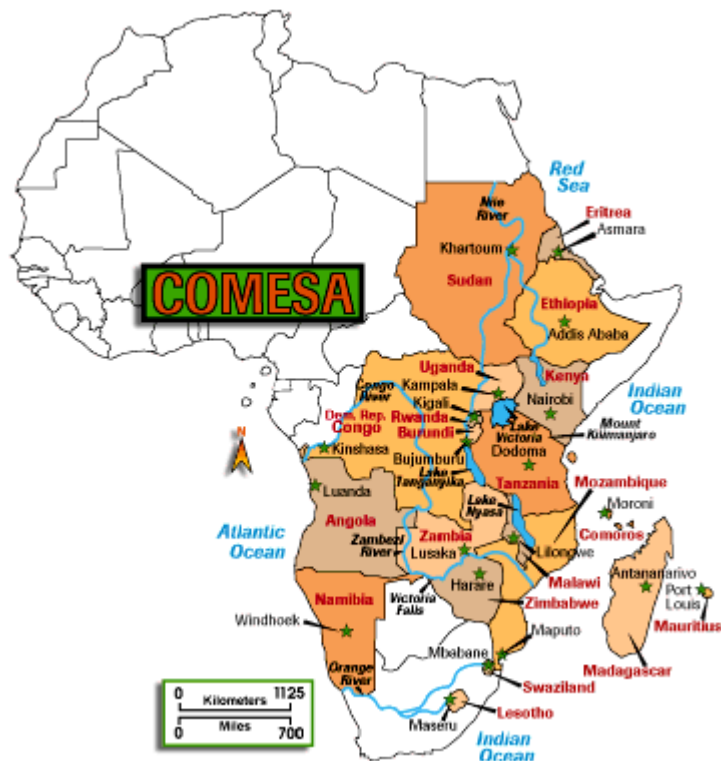 Red
Sea
Nile
River
Eritrea
Asmara
Khartoum
Sudan
COMESA
Ethiopia
Addis Ababa
Uganda
Kampala
Kenya
Kigali
Nairobi
Indian
Ocean
Congo
River
Dem. Rep.
Congo
Rwanda
Burundi
Lake
Victoria
Mount
Kilimanjaro
N
Kinshasa
Bujumburu
Dodoma
Lake
Tanganyika
Tanzania
Mozambique
Luanda
Lake
Nyasa
Moroni
Angola
Comoros
Atlantic
Ocean
Zambezi
River
Zambia
Lusaka
Lilongwe
Malawi
Antananarivo
Port
Louis
Harare
Namibia
Victoria
Falls
Zimbabwe
Mauritius
Windhoek
Maputo
Mbabane
Madagascar
Orange
River
Swaziland
0 1125
Kilometers
Miles
0 700
Lesotho
Maseru
Indian
Ocean